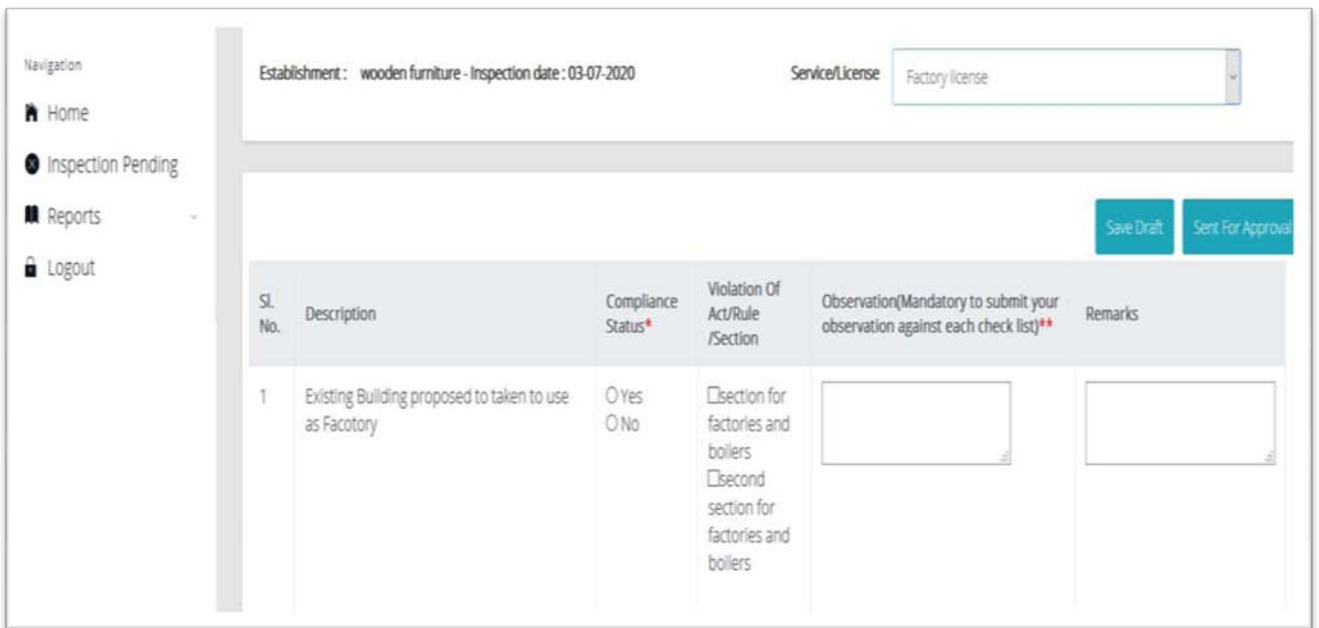 Navigation
Home
Inspection Pending
Reports
Logout
Establishment : wooden furniture - Inspection date : 03-07-2020
Service/License
Factory license
Save Draft
Sent For Approval
Sl.
No.
Description
Compliance
Status*
Violation Of
Act/Rule
/Section
Observation(Mandatory to submit your
observation against each check list)**
Remarks
1
Existing Building proposed to taken to use
as Facotory
Yes
No
section for
factories and
boilers
second
section for
factories and
boilers